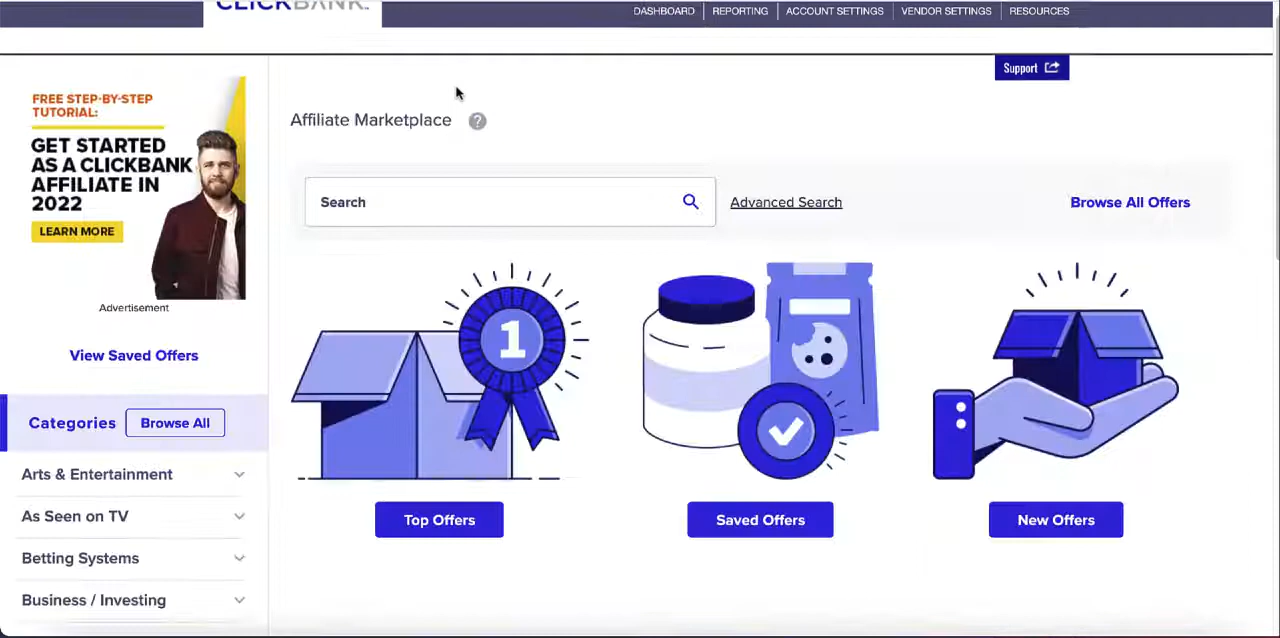 CLICKBANK
DASHBOARD
REPORTING
ACCOUNT SETTINGS
VENDOR SETTINGS
RESOURCES
Support
FREE STEP-BY-STEP
TUTORIAL:
GET STARTED
AS A CLICKBANK
AFFILIATE IN
2022
LEARN MORE
Advertisement
View Saved Offers
Categories
Browse All
Arts & Entertainment
As Seen on TV
Betting Systems
Business / Investing
Affiliate Marketplace ?
Search
Advanced Search
Browse All Offers
1
Top Offers
Saved Offers
New Offers